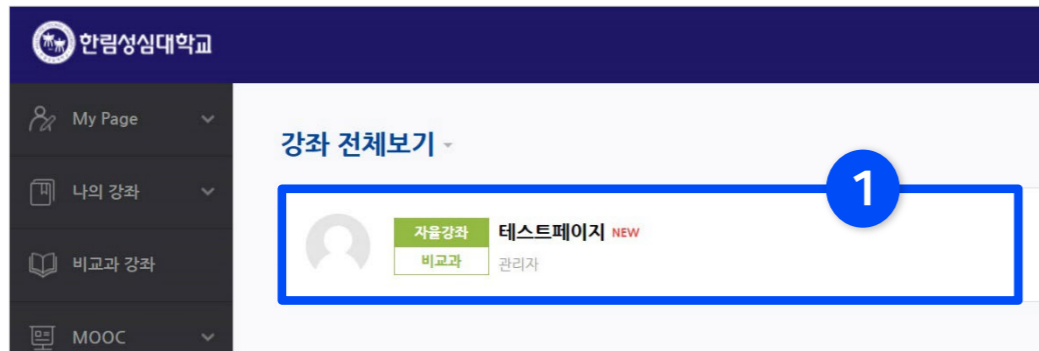 한림성심대학교
My Page
나의 강좌
비교과 강좌
MOOC
강좌 전체보기
1
자율강좌 테스트페이지 NEW
비교과 관리자